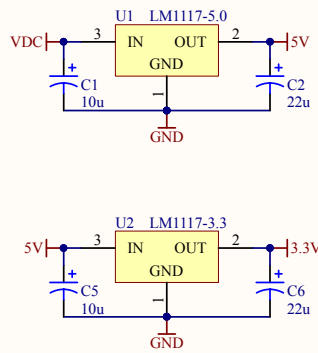 U1 LM1117-5.0
VDC 3 IN OUT 2 5V
GND
+ C1 10u
1
+ C2 22u
GND
U2 LM1117-3.3
5V 3 IN OUT 2 3.3V
GND
+ C5 10u
1
+ C6 22u
GND